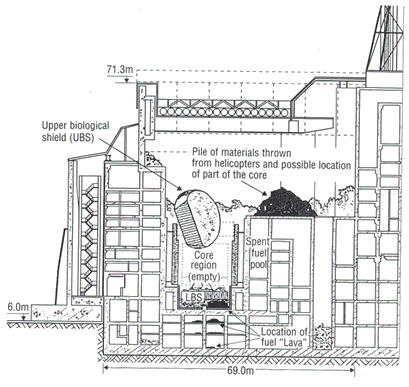 71.3m
Upper biological
shield (UBS)
Pile of materials thrown
from helicopters and possible location
of part of the core
Core
region
(empty)
Spent
fuel
pool
LBS
6.0m
Location of
fuel "Lava"
69.0m